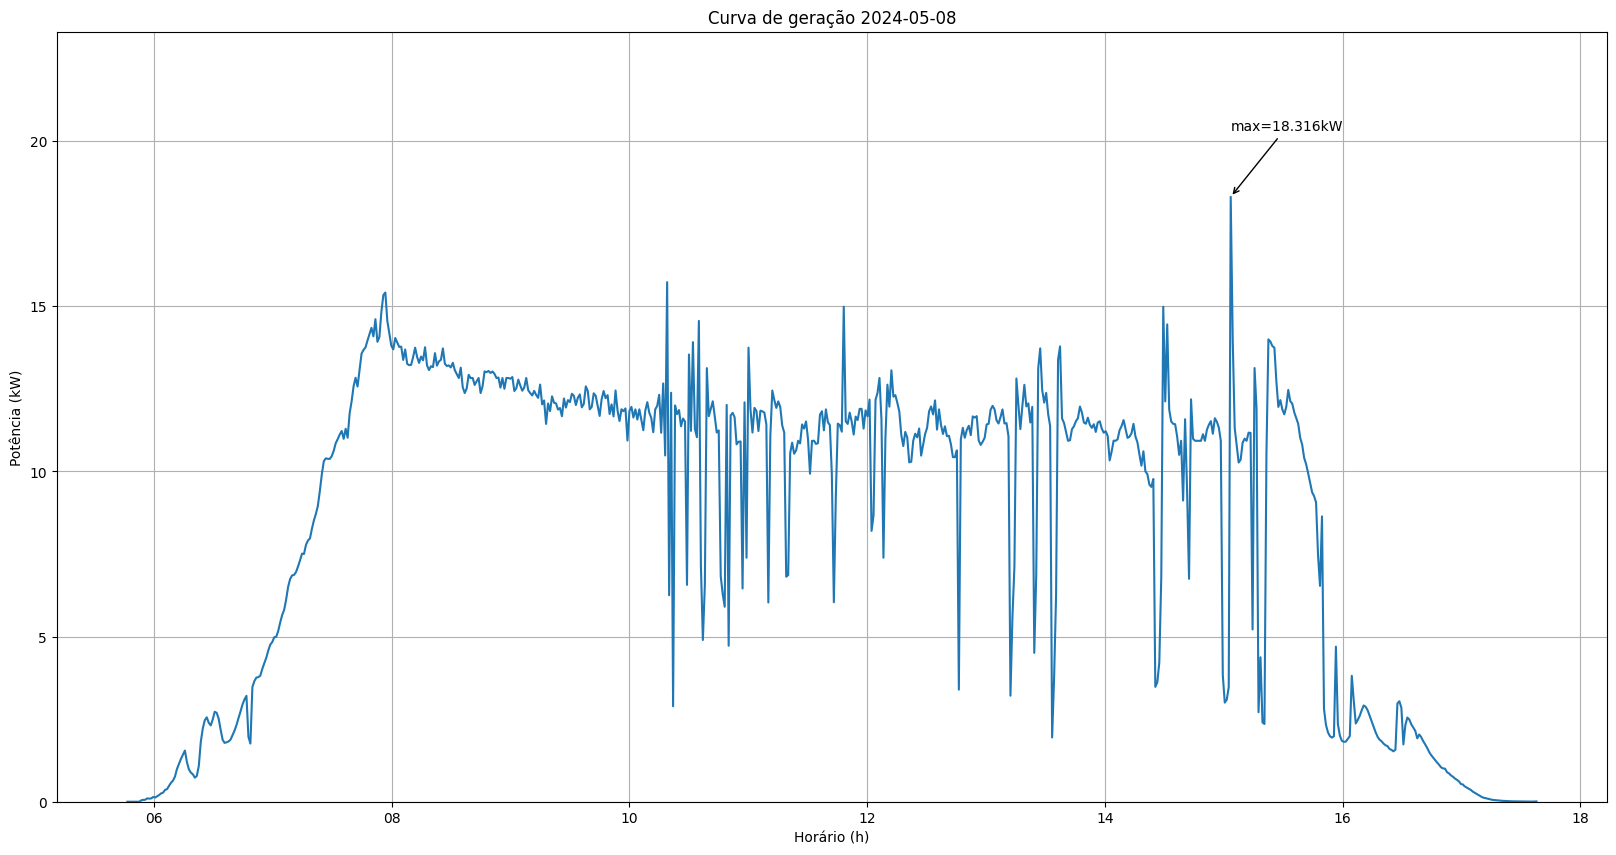 Curva de geração 2024-05-08
max=18.316kW
Potência (kW)
20
15
10
5
0
06 08 10 12 14 16 18
Horário (h)